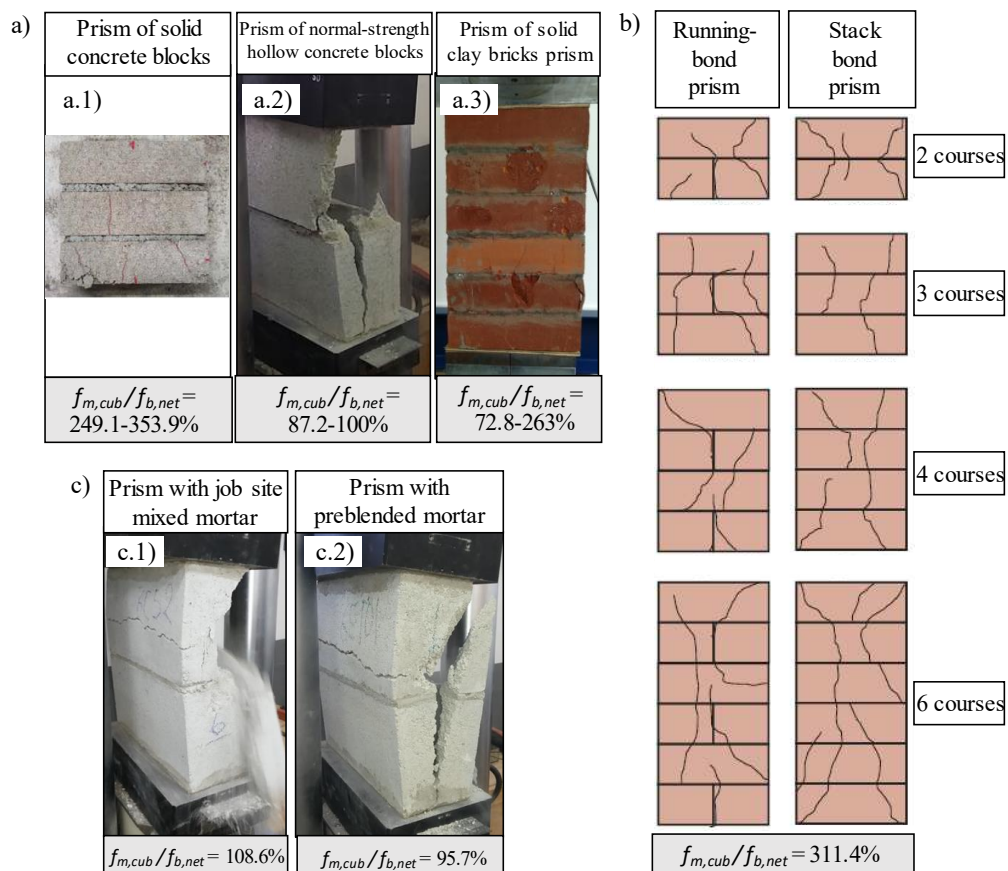 a)
Prism of solid
concrete blocks
Prism of normal-strength
hollow concrete blocks
Prism of solid
clay bricks prism
a.1)
a.2)
a.3)
f_{m,cub}/f_{b,net} =
249.1-353.9%
f_{m,cub}/f_{b,net} =
87.2-100%
f_{m,cub}/f_{b,net} =
72.8-263%
b)
Running-
bond
prism
Stack
bond
prism
2 courses
3 courses
4 courses
6 courses
f_{m,cub}/f_{b,net} = 311.4%
c)
Prism with job site
mixed mortar
Prism with
preblended mortar
c.1)
c.2)
6
f_{m,cub}/f_{b,net} = 108.6%
f_{m,cub}/f_{b,net} = 95.7%